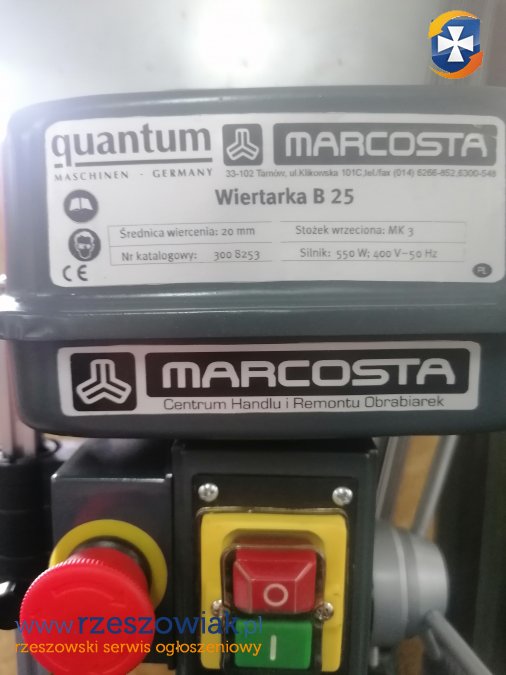 quantum
MASCHINEN - GERMANY
MARCOSTA
33-102 Tarnów, ul.Klikowska 101C,tel./fax (014) 6266-852,6300-548
Wiertarka B 25
Średnica wiercenia: 20 mm
Stożek wrzeciona: MK 3
Nr katalogowy: 300 8253
Silnik: 550 W; 400 V~50 Hz
CE
PL
MARCOSTA
Centrum Handlu i Remontu Obrabiarek
O
I
www.rzeszowiak.pl
rzeszowski serwis ogłoszeniowy